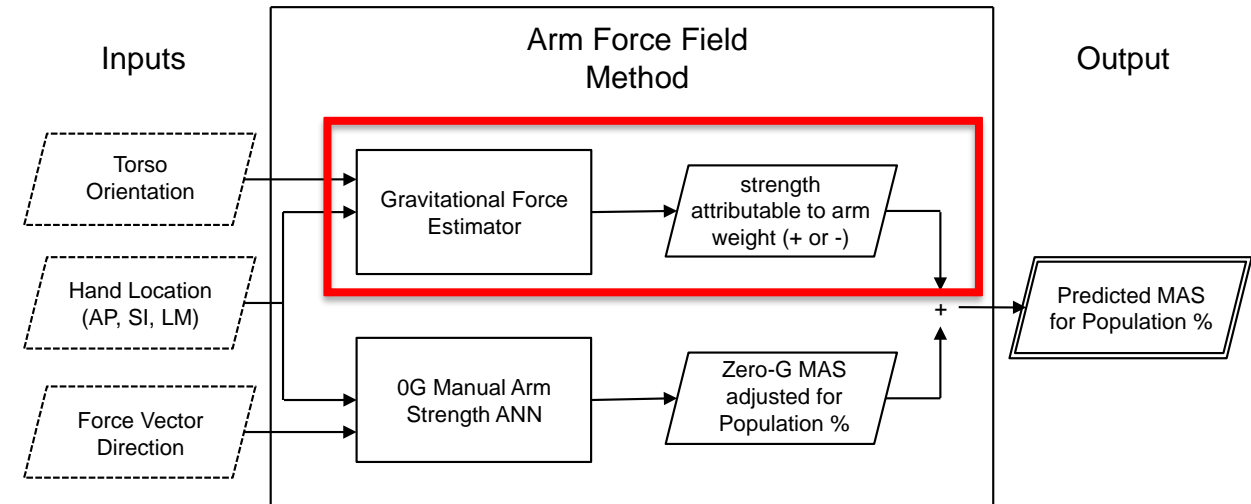 Inputs
Arm Force Field
Method
Output
Torso
Orientation
Gravitational Force
Estimator
strength
attributable to arm
weight (+ or -)
Hand Location
(AP, SI, LM)
+
Predicted MAS
for Population %
Force Vector
Direction
0G Manual Arm
Strength ANN
Zero-G MAS
adjusted for
Population %